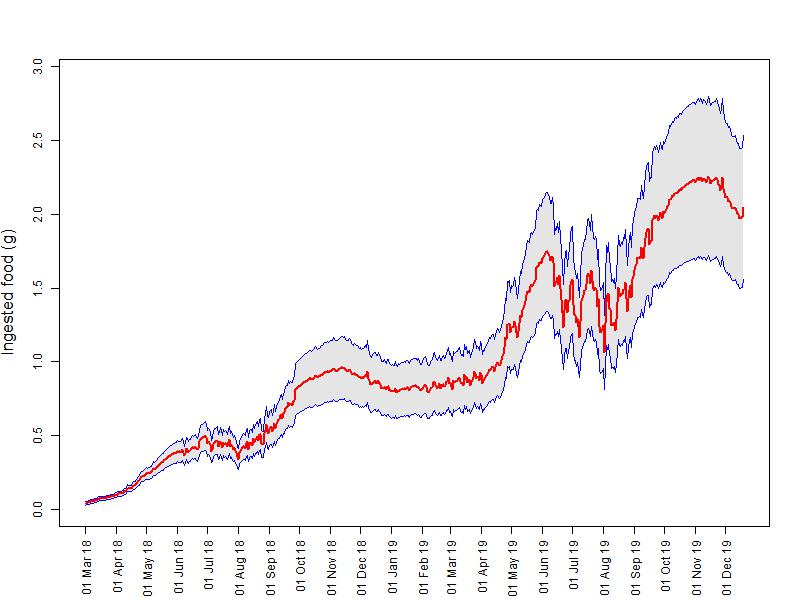 Ingested food (g)
3.0
2.5
2.0
1.5
1.0
0.5
0.0
01 Mar 18
01 Apr 18
01 May 18
01 Jun 18
01 Jul 18
01 Aug 18
01 Sep 18
01 Oct 18
01 Nov 18
01 Dec 18
01 Jan 19
01 Feb 19
01 Mar 19
01 Apr 19
01 May 19
01 Jun 19
01 Jul 19
01 Aug 19
01 Sep 19
01 Oct 19
01 Nov 19
01 Dec 19